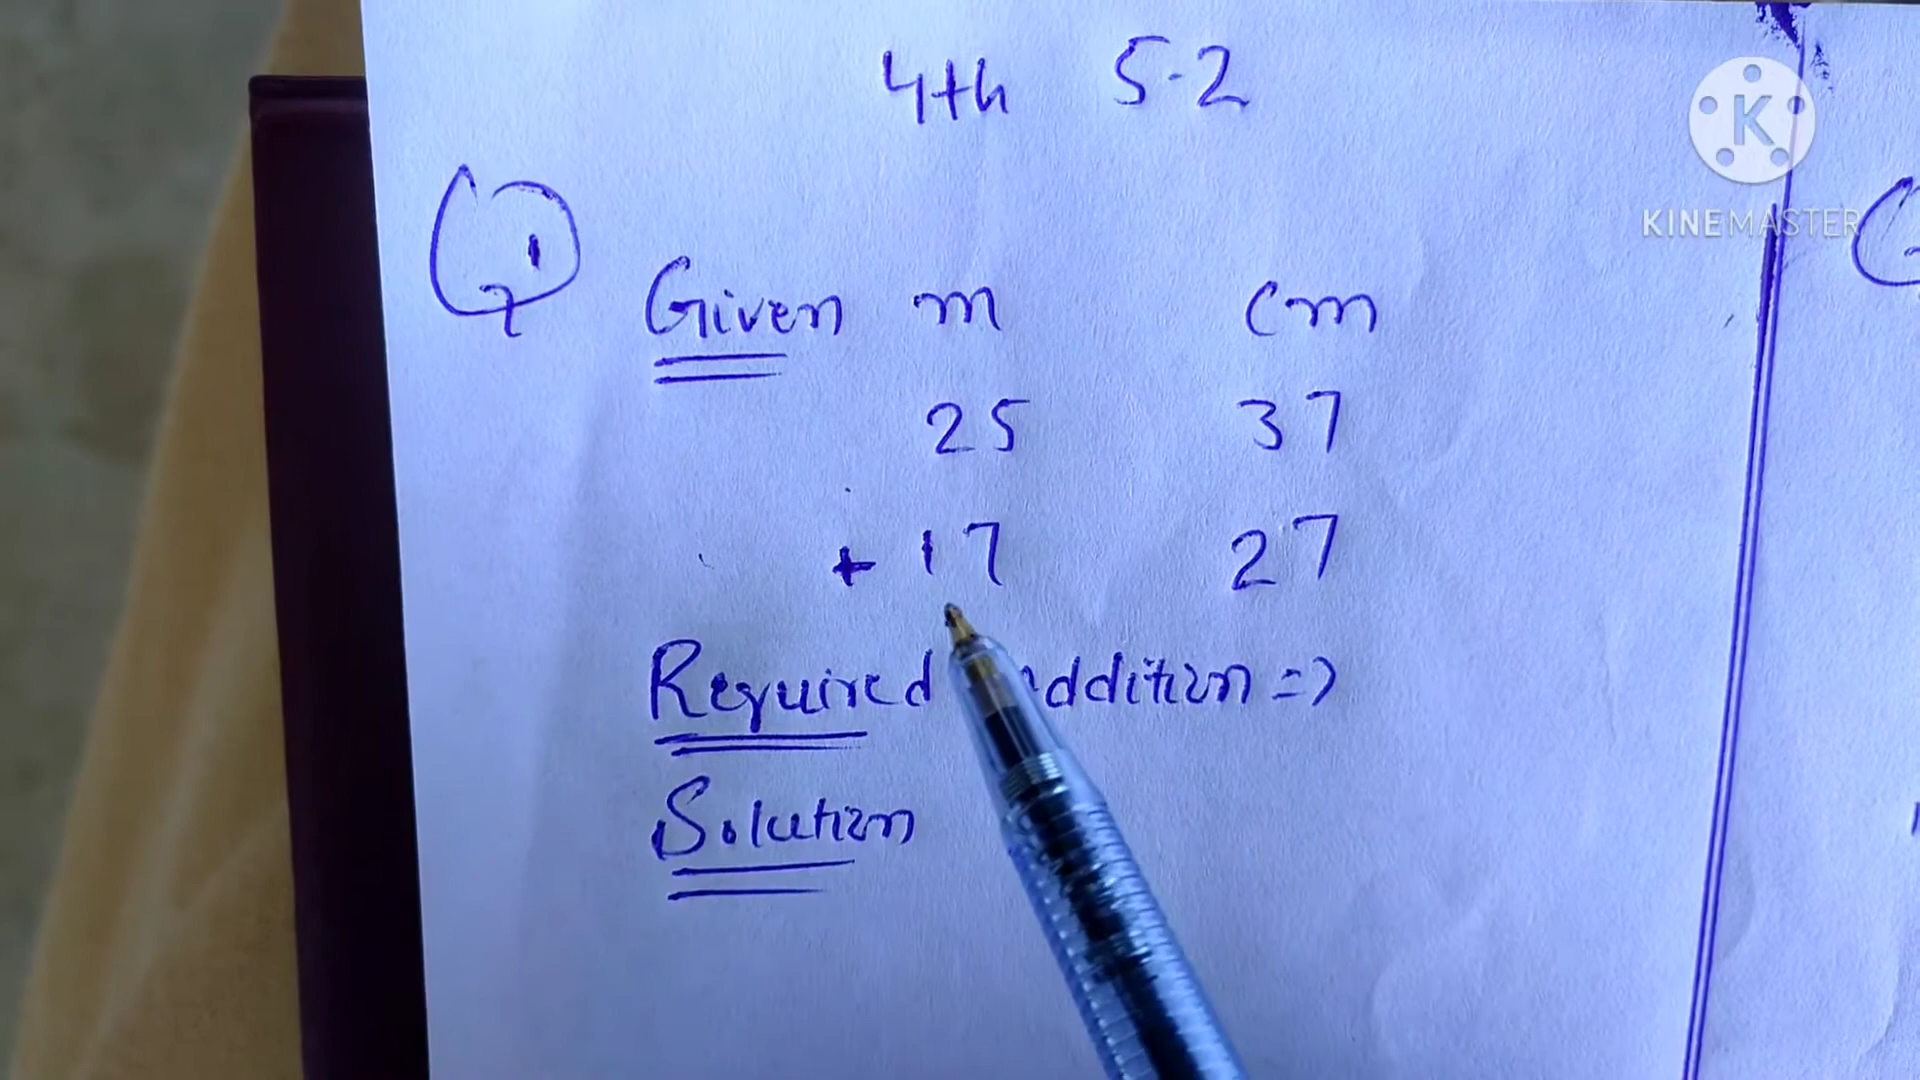 4th 5-2
Q1
Given m cm
25 37
+ 17 27
Required addition =>
Solution
K
KINEMASTER